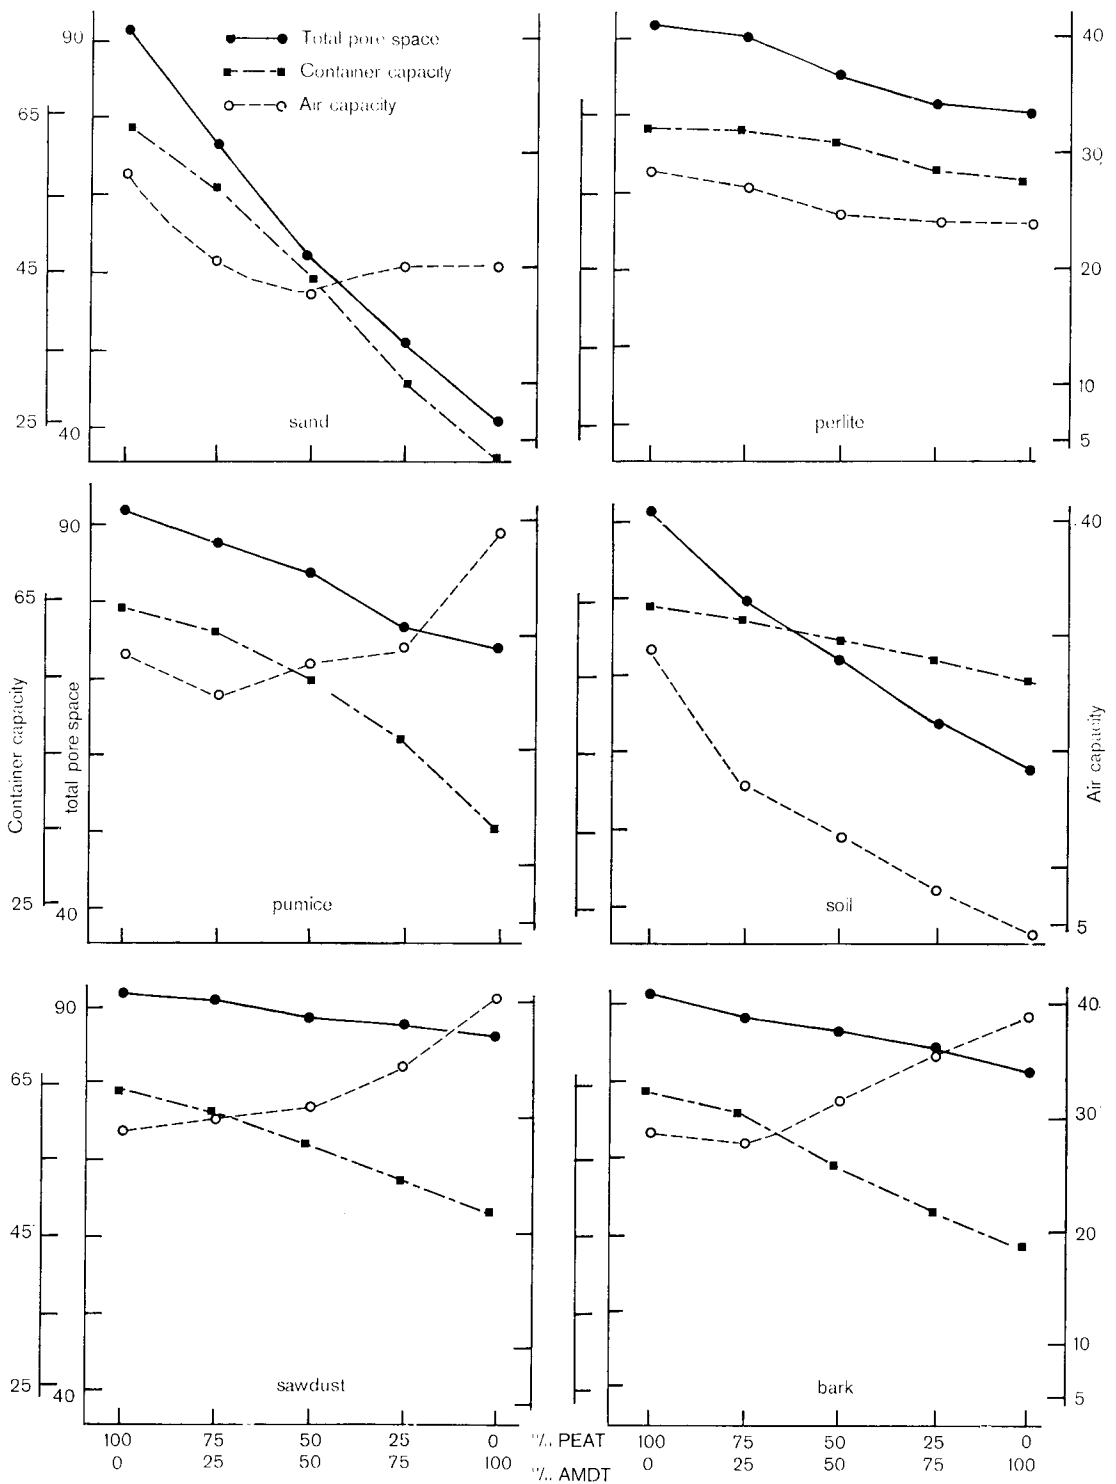 90
Total pore space
40
Container capacity
65
Air capacity
30
45
20
10
25
40
sand
perlite
5
90
40
65
Container capacity
total pore space
Air capacity
25
40
pumice
soil
5
90
40
65
30
45
20
10
25
40
sawdust
bark
5
100 75 50 25 0 % PEAT 100 75 50 25 0
0 25 50 75 100 % AMDT 0 25 50 75 100